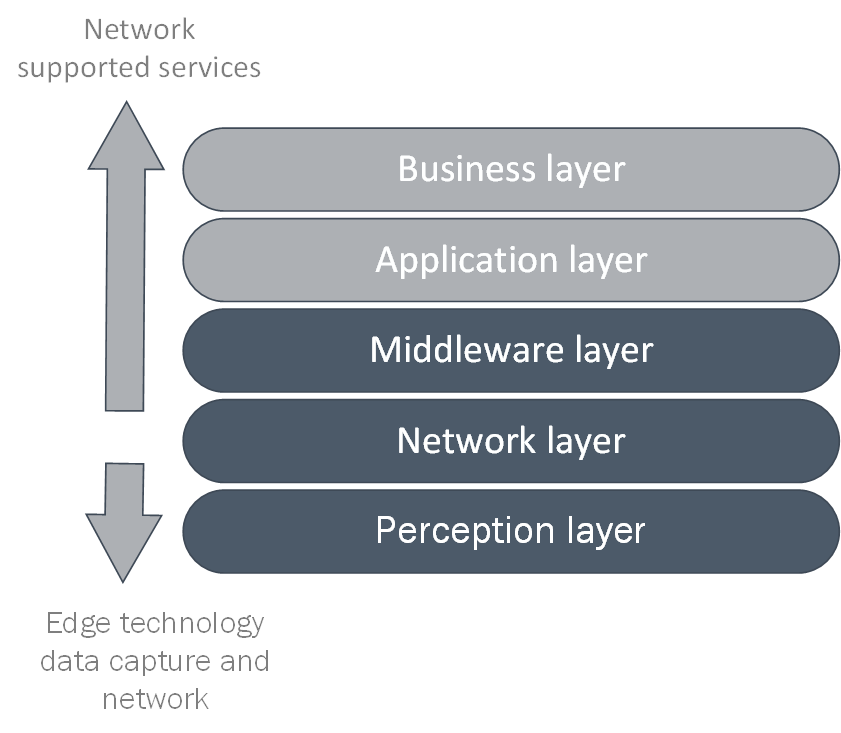 Network
supported services
Business layer
Application layer
Middleware layer
Network layer
Perception layer
Edge technology
data capture and
network